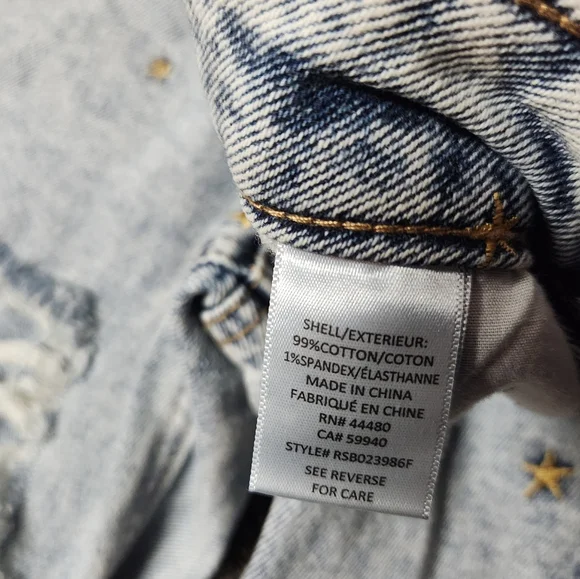 SHELL/EXTERIEUR:
99%COTTON/COTON
1%SPANDEX/ÉLASTHANNE
MADE IN CHINA
FABRIQUÉ EN CHINE
RN# 44480
CA# 59940
STYLE# RSB023986F
SEE REVERSE
FOR CARE